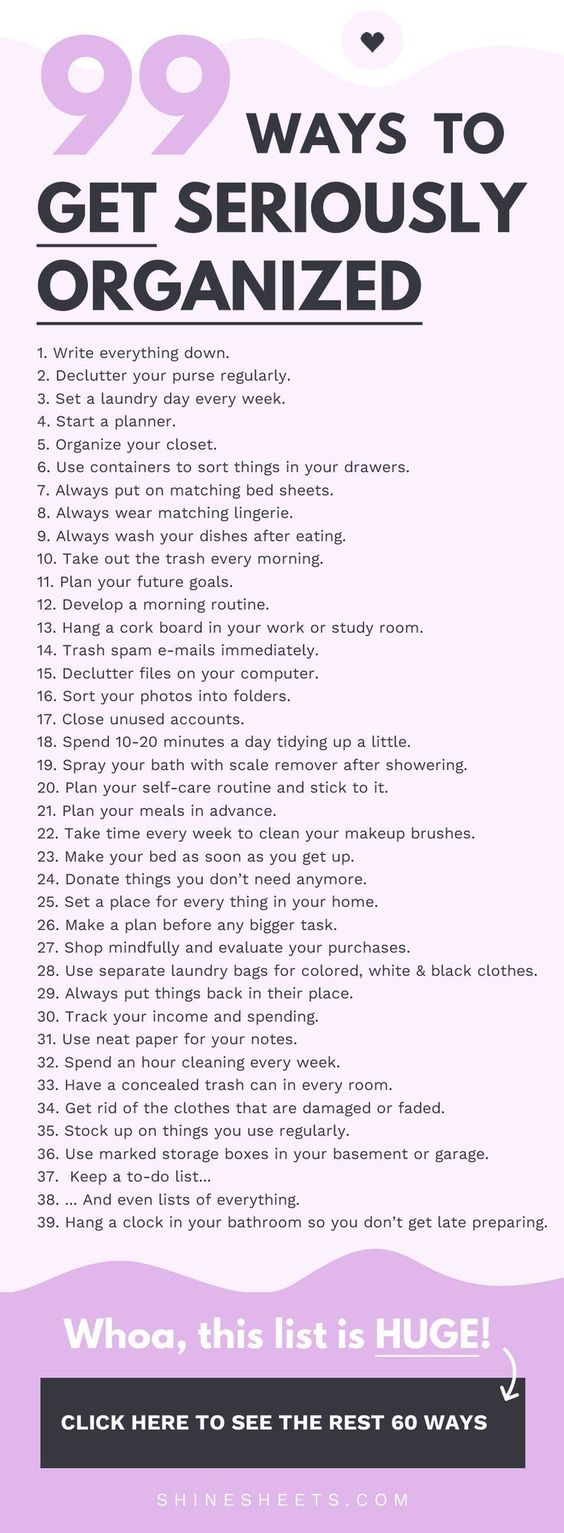 99 WAYS TO
GET SERIOUSLY
ORGANIZED
1. Write everything down.
2. Declutter your purse regularly.
3. Set a laundry day every week.
4. Start a planner.
5. Organize your closet.
6. Use containers to sort things in your drawers.
7. Always put on matching bed sheets.
8. Always wear matching lingerie.
9. Always wash your dishes after eating.
10. Take out the trash every morning.
11. Plan your future goals.
12. Develop a morning routine.
13. Hang a cork board in your work or study room.
14. Trash spam e-mails immediately.
15. Declutter files on your computer.
16. Sort your photos into folders.
17. Close unused accounts.
18. Spend 10-20 minutes a day tidying up a little.
19. Spray your bath with scale remover after showering.
20. Plan your self-care routine and stick to it.
21. Plan your meals in advance.
22. Take time every week to clean your makeup brushes.
23. Make your bed as soon as you get up.
24. Donate things you don’t need anymore.
25. Set a place for every thing in your home.
26. Make a plan before any bigger task.
27. Shop mindfully and evaluate your purchases.
28. Use separate laundry bags for colored, white & black clothes.
29. Always put things back in their place.
30. Track your income and spending.
31. Use neat paper for your notes.
32. Spend an hour cleaning every week.
33. Have a concealed trash can in every room.
34. Get rid of the clothes that are damaged or faded.
35. Stock up on things you use regularly.
36. Use marked storage boxes in your basement or garage.
37. Keep a to-do list...
38. ... And even lists of everything.
39. Hang a clock in your bathroom so you don’t get late preparing.
Whoa, this list is HUGE!
CLICK HERE TO SEE THE REST 60 WAYS
SHINESHEETS.COM